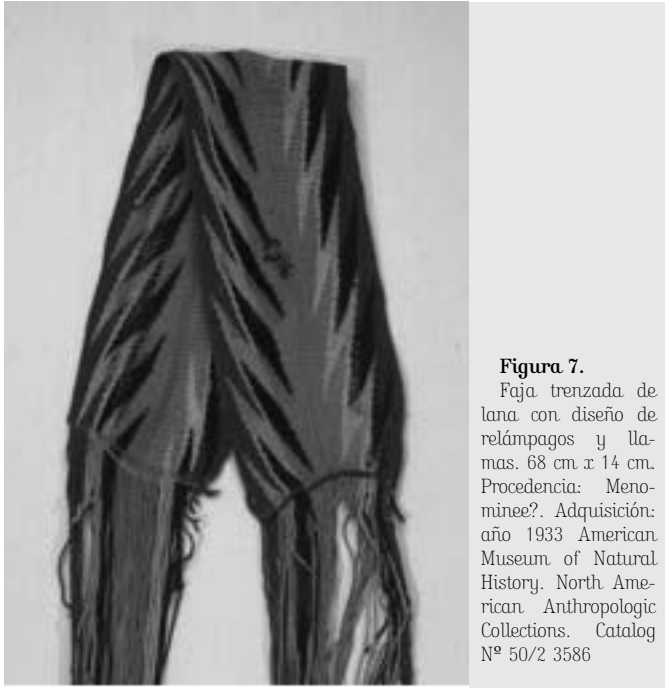 Figura 7.
Faja trenzada de
lana con diseño de
relámpagos y lla-
mas. 68 cm x 14 cm.
Procedencia: Meno-
minee?. Adquisición:
año 1933 American
Museum of Natural
History. North Ame-
rican Anthropologic
Collections. Catalog
Nº 50/2 3586